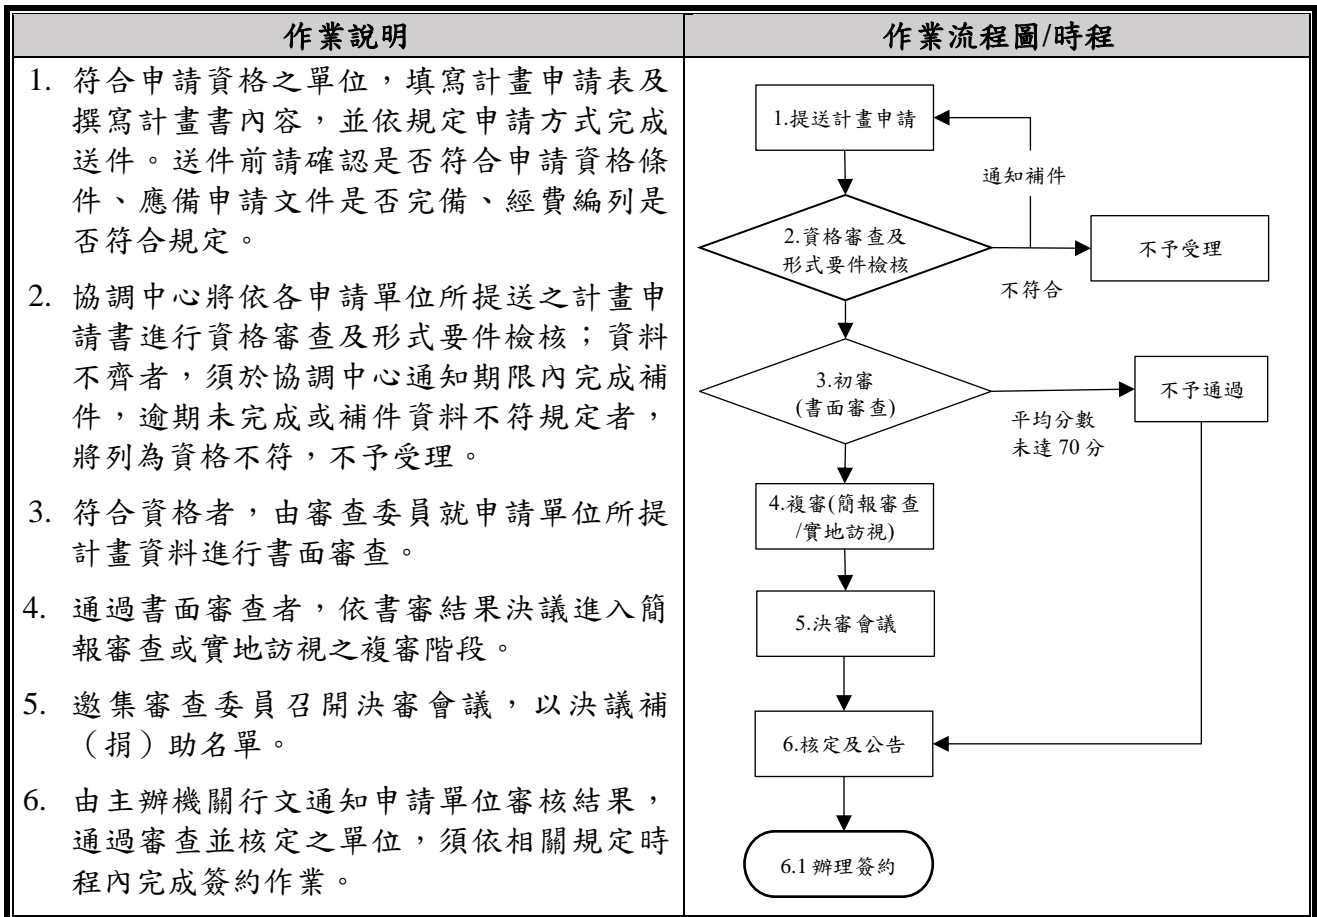 作業說明
1. 符合申請資格之單位，填寫計畫申請表及
撰寫計畫書內容，並依規定申請方式完成
送件。送件前請確認是否符合申請資格條
件、應備申請文件是否完備、經費編列是
否符合規定。
2. 協調中心將依各申請單位所提送之計畫申
請書進行資格審查及形式要件檢核；資料
不齊者，須於協調中心通知期限內完成補
件，逾期未完成或補件資料不符規定者，
將列為資格不符，不予受理。
3. 符合資格者，由審查委員就申請單位所提
計畫資料進行書面審查。
4. 通過書面審查者，依書審結果決議進入簡
報審查或實地訪視之複審階段。
5. 邀集審查委員召開決審會議，以決議補
（捐）助名單。
6. 由主辦機關行文通知申請單位審核結果，
通過審查並核定之單位，須依相關規定時
程內完成簽約作業。
作業流程圖/時程
1.提送計畫申請
通知補件
2.資格審查及
形式要件檢核
不予受理
不符合
3.初審
(書面審查)
不予通過
平均分數
未達 70 分
4.複審(簡報審查
/實地訪視)
5.決審會議
6.核定及公告
6.1 辦理簽約